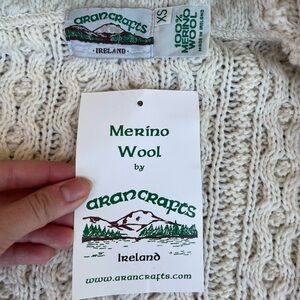 arancrafts
·IRELAND·
XS
100%
MERINO
WOOL
MADE IN IRELAND
Merino
Wool
by
arancrafts
Ireland
www.arancrafts.com